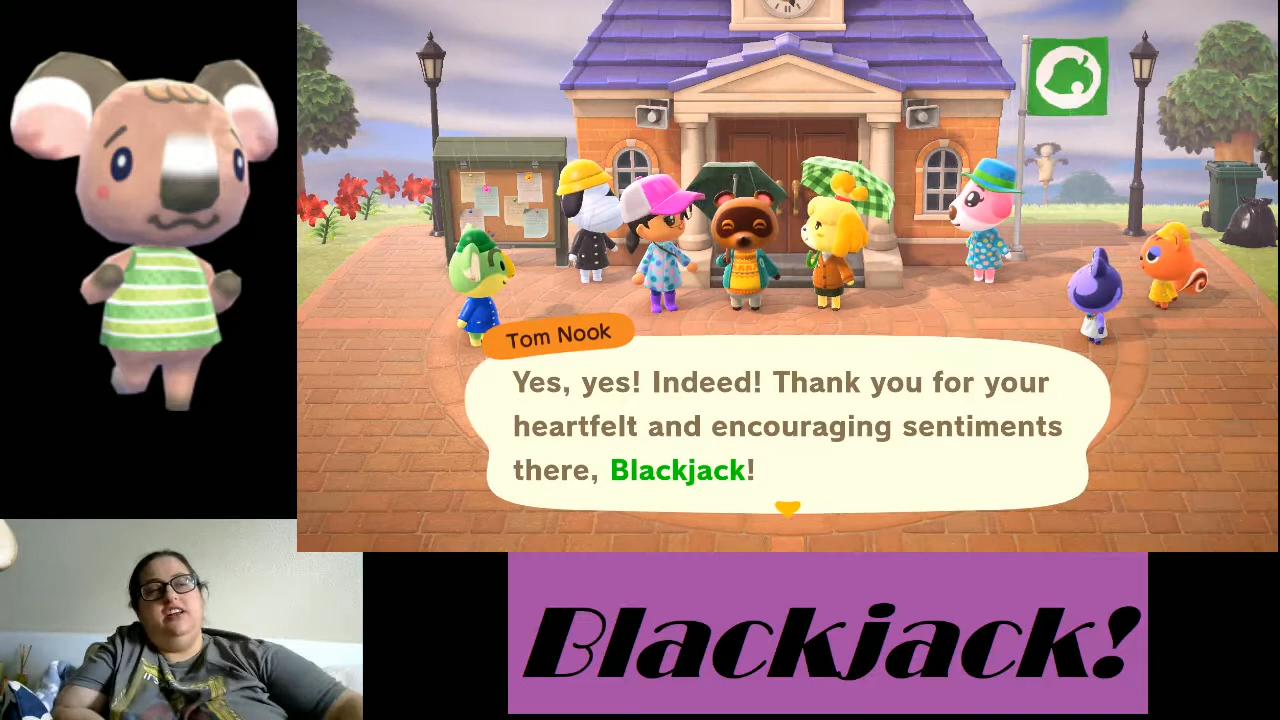 Tom Nook
Yes, yes! Indeed! Thank you for your
heartfelt and encouraging sentiments
there, Blackjack!
Blackjack!